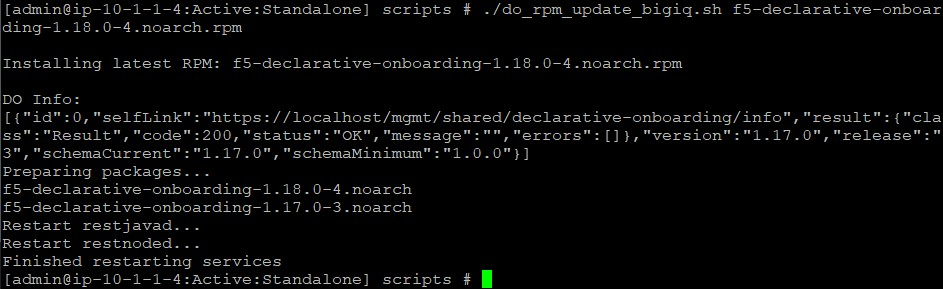 [admin@ip-10-1-1-4:Active:Standalone] scripts # ./do_rpm_update_bigiq.sh f5-declarative-onboar
ding-1.18.0-4.noarch.rpm
Installing latest RPM: f5-declarative-onboarding-1.18.0-4.noarch.rpm
DO Info:
[{"id":0,"selfLink":"https://localhost/mgmt/shared/declarative-onboarding/info","result":{"cla
ss":"Result","code":200,"status":"OK","message":"","errors":[]},"version":"1.17.0","release":"
3","schemaCurrent":"1.17.0","schemaMinimum":"1.0.0"}]
Preparing packages...
f5-declarative-onboarding-1.18.0-4.noarch
f5-declarative-onboarding-1.17.0-3.noarch
Restart restjavad...
Restart restnoded...
Finished restarting services
[admin@ip-10-1-1-4:Active:Standalone] scripts #